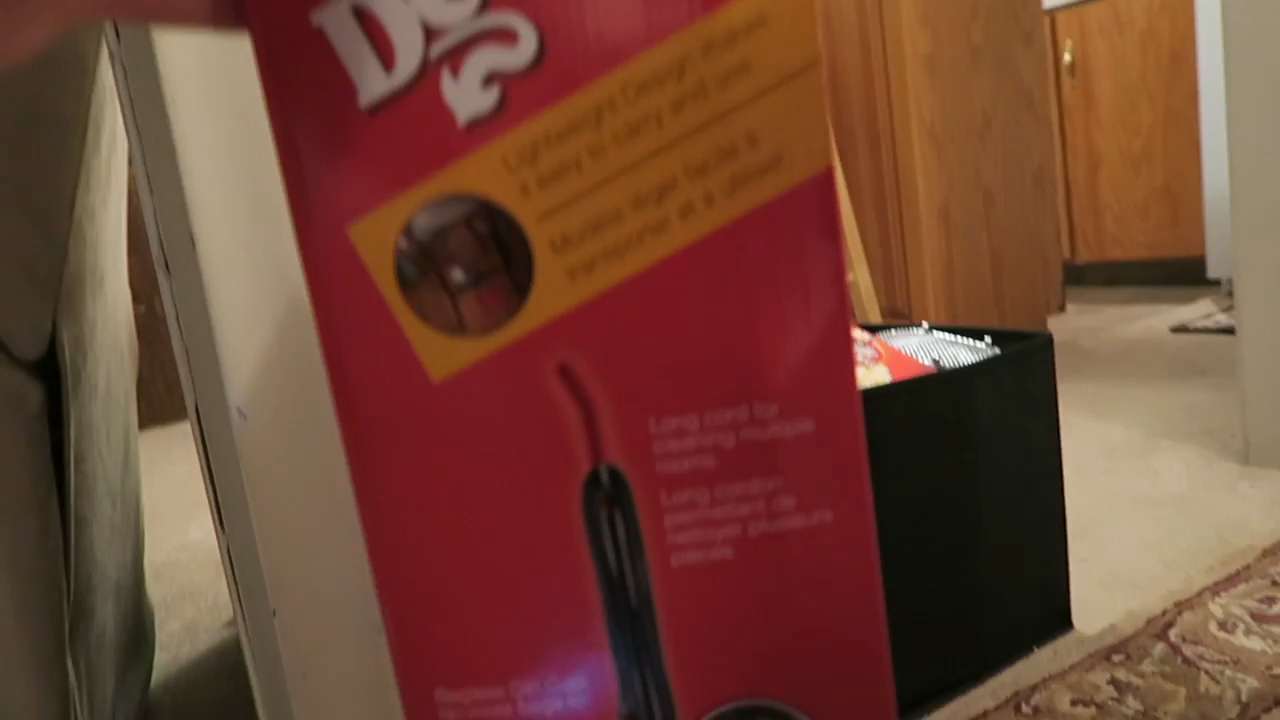 De
Lightweight Design Makes
it easy to carry and use
Modèle léger facile à
transporter et à utiliser
Long cord for
cleaning multiple
rooms
Long cordon
permettant de
nettoyer plusieurs
pièces